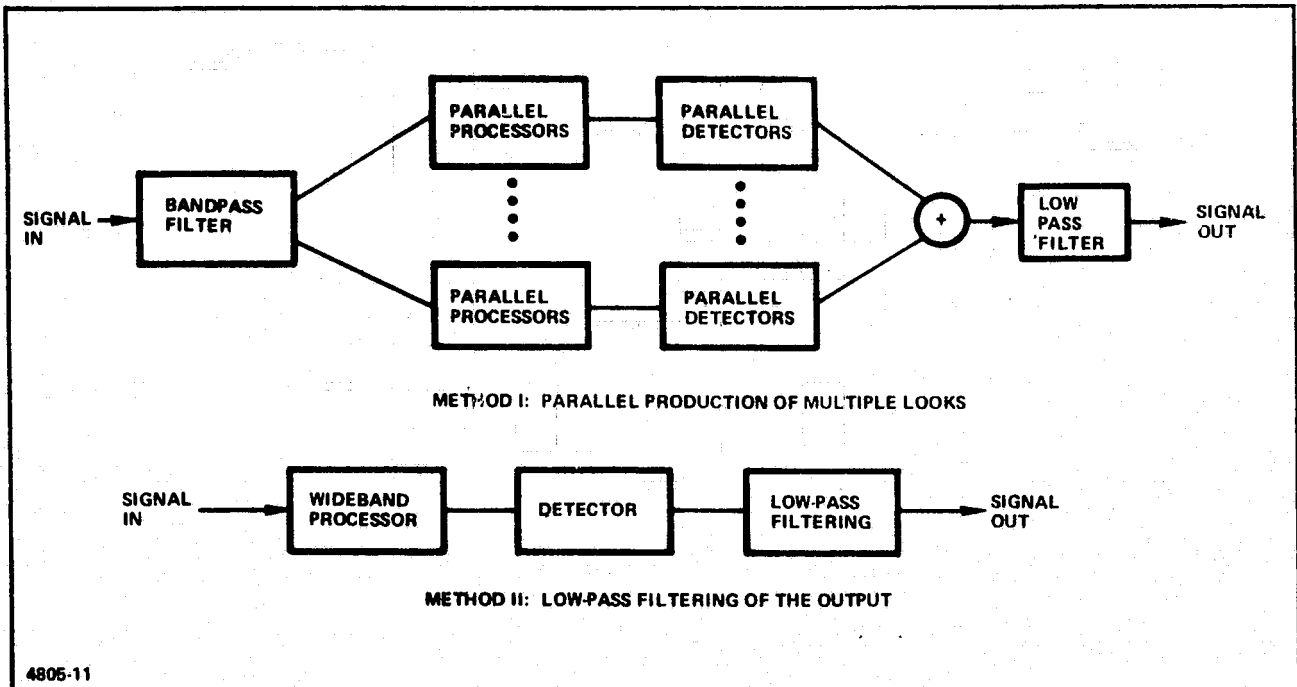 PARALLEL
PROCESSORS
PARALLEL
DETECTORS
SIGNAL
IN
BANDPASS
FILTER
+
LOW
PASS
FILTER
SIGNAL
OUT
PARALLEL
PROCESSORS
PARALLEL
DETECTORS
METHOD I: PARALLEL PRODUCTION OF MULTIPLE LOOKS
SIGNAL
IN
WIDEBAND
PROCESSOR
DETECTOR
LOW-PASS
FILTERING
SIGNAL
OUT
METHOD II: LOW-PASS FILTERING OF THE OUTPUT
4805-11